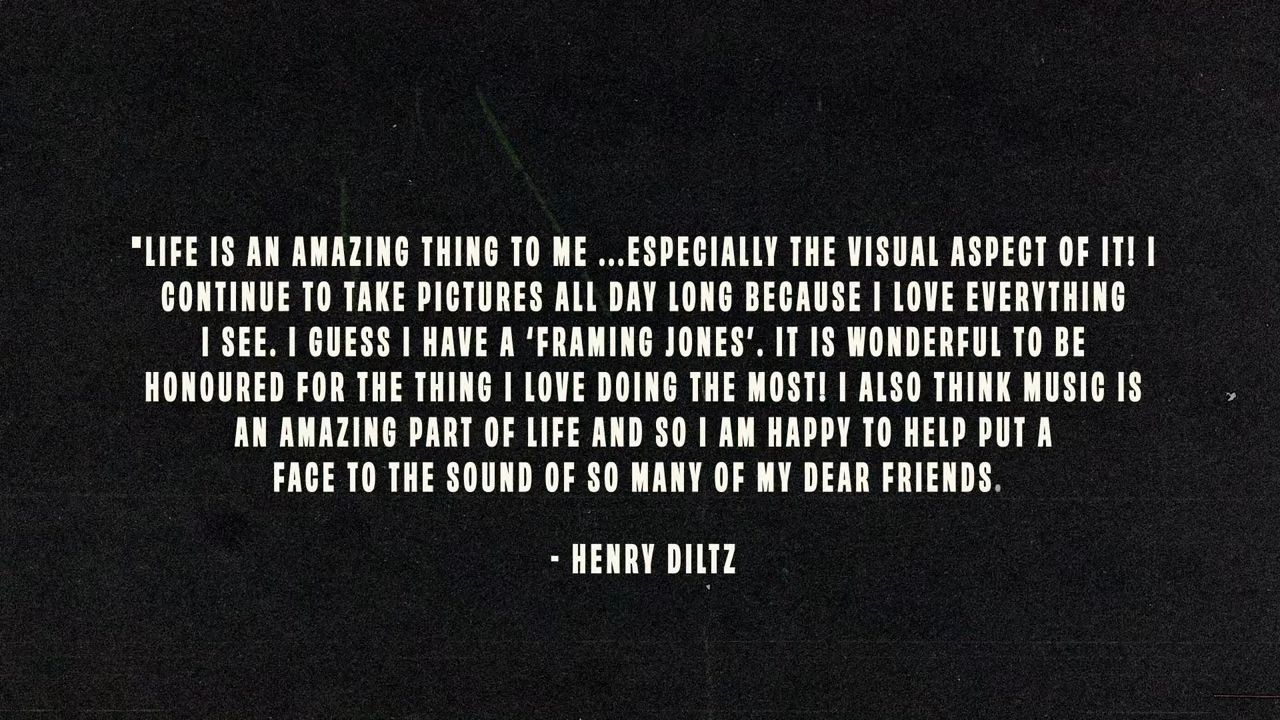 "LIFE IS AN AMAZING THING TO ME ...ESPECIALLY THE VISUAL ASPECT OF IT! I
CONTINUE TO TAKE PICTURES ALL DAY LONG BECAUSE I LOVE EVERYTHING
I SEE. I GUESS I HAVE A ‘FRAMING JONES’. IT IS WONDERFUL TO BE
HONOURED FOR THE THING I LOVE DOING THE MOST! I ALSO THINK MUSIC IS
AN AMAZING PART OF LIFE AND SO I AM HAPPY TO HELP PUT A
FACE TO THE SOUND OF SO MANY OF MY DEAR FRIENDS.
- HENRY DILTZ